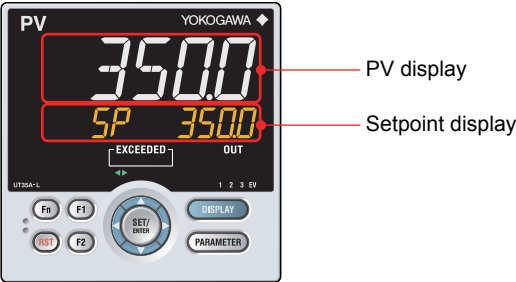 PV YOKOGAWA
350.0
PV display
SP 350.0
Setpoint display
EXCEEDED OUT
UT35A-L 1 2 3 EV
Fn F1 SET/ENTER DISPLAY
RST F2 PARAMETER